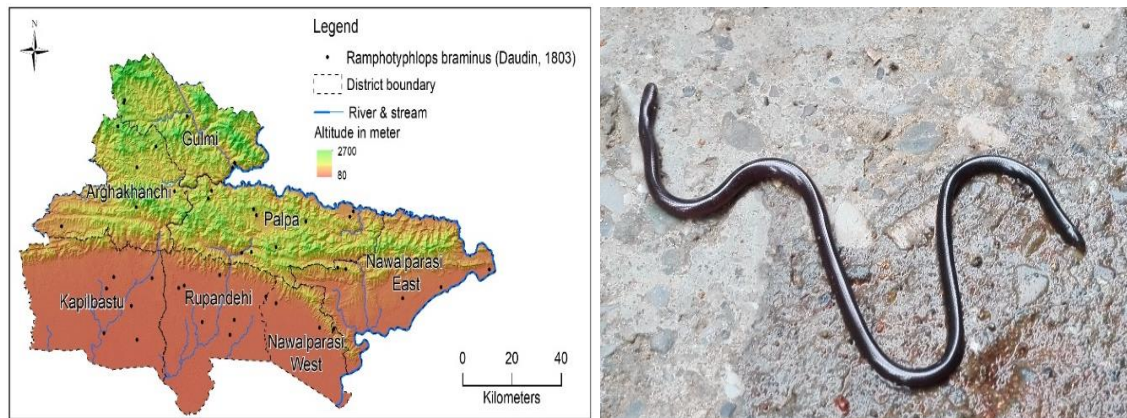 N
Legend
Ramphotyphlops braminus (Daudin, 1803)
District boundary
River & stream
Altitude in meter
2700
80
Gulmi
Arghakhanchi
Palpa
Nawalparasi
East
Kapilbastu
Rupandehi
Nawalparasi
West
0 20 40
Kilometers